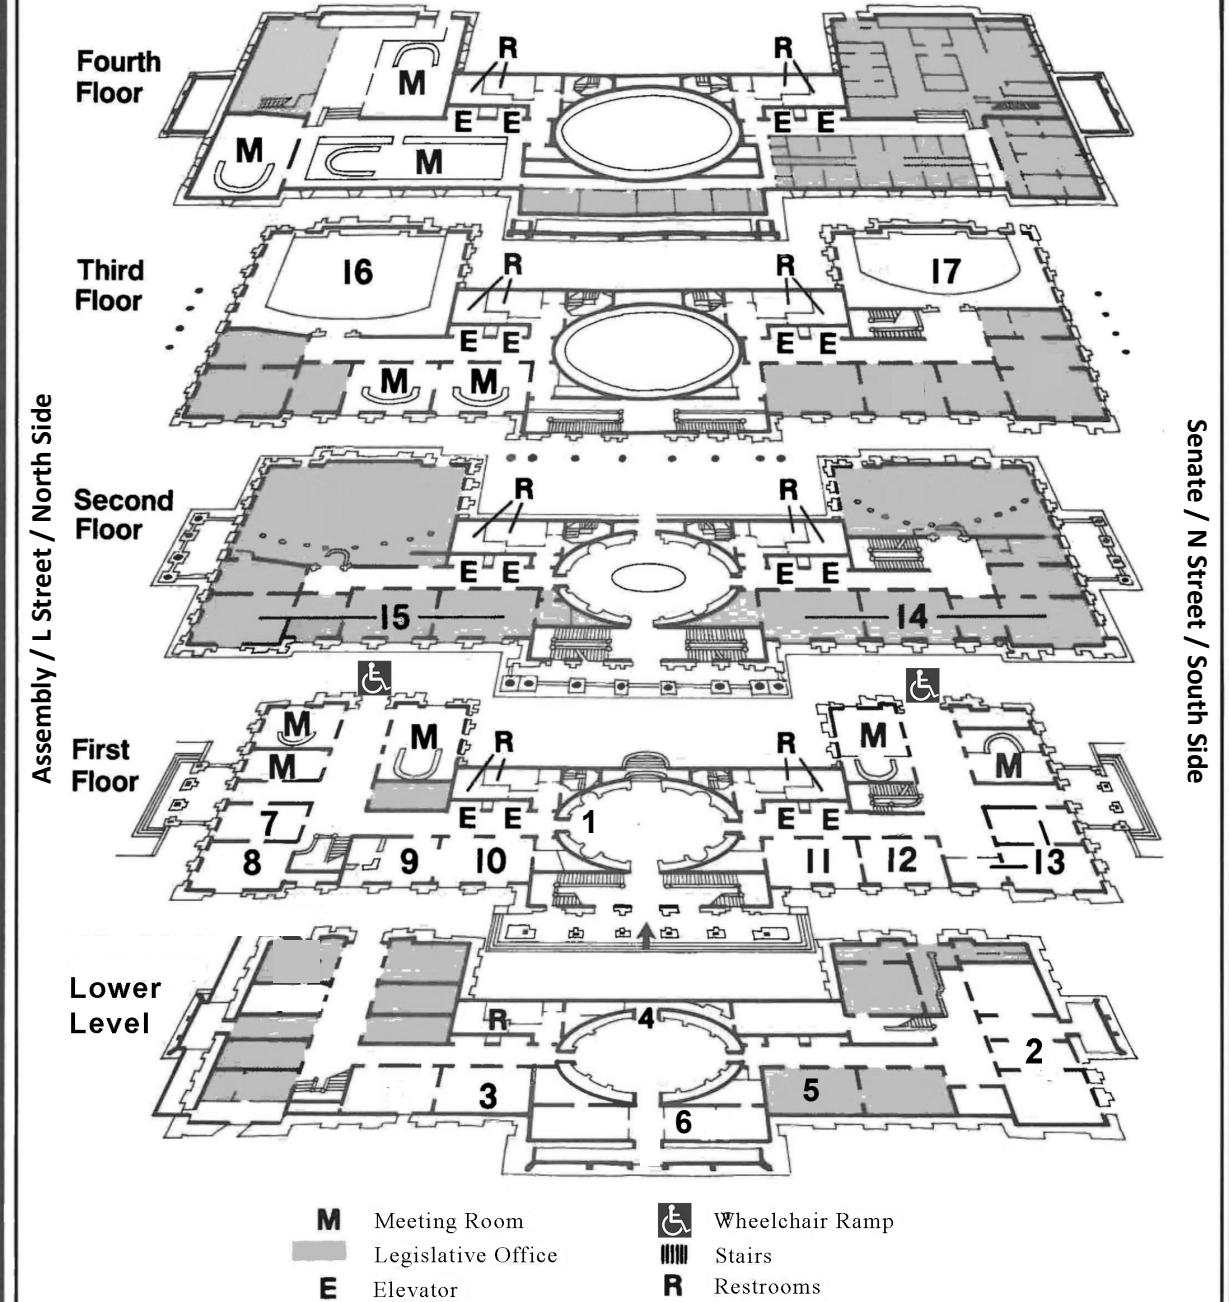 Fourth
Floor
M
R
R
E
E
E
E
M
M
Third
Floor
16
17
R
R
E
E
E
E
M
M
Assembly / L Street / North Side
Senate / N Street / South Side
Second
Floor
R
R
E
E
E
E
15
14
First
Floor
M
M
M
R
R
M
M
7
E
E
1
E
E
8
9
10
11
12
13
Lower
Level
R
4
2
3
5
6
M Meeting Room
Legislative Office
E Elevator
Wheelchair Ramp
Stairs
R Restrooms